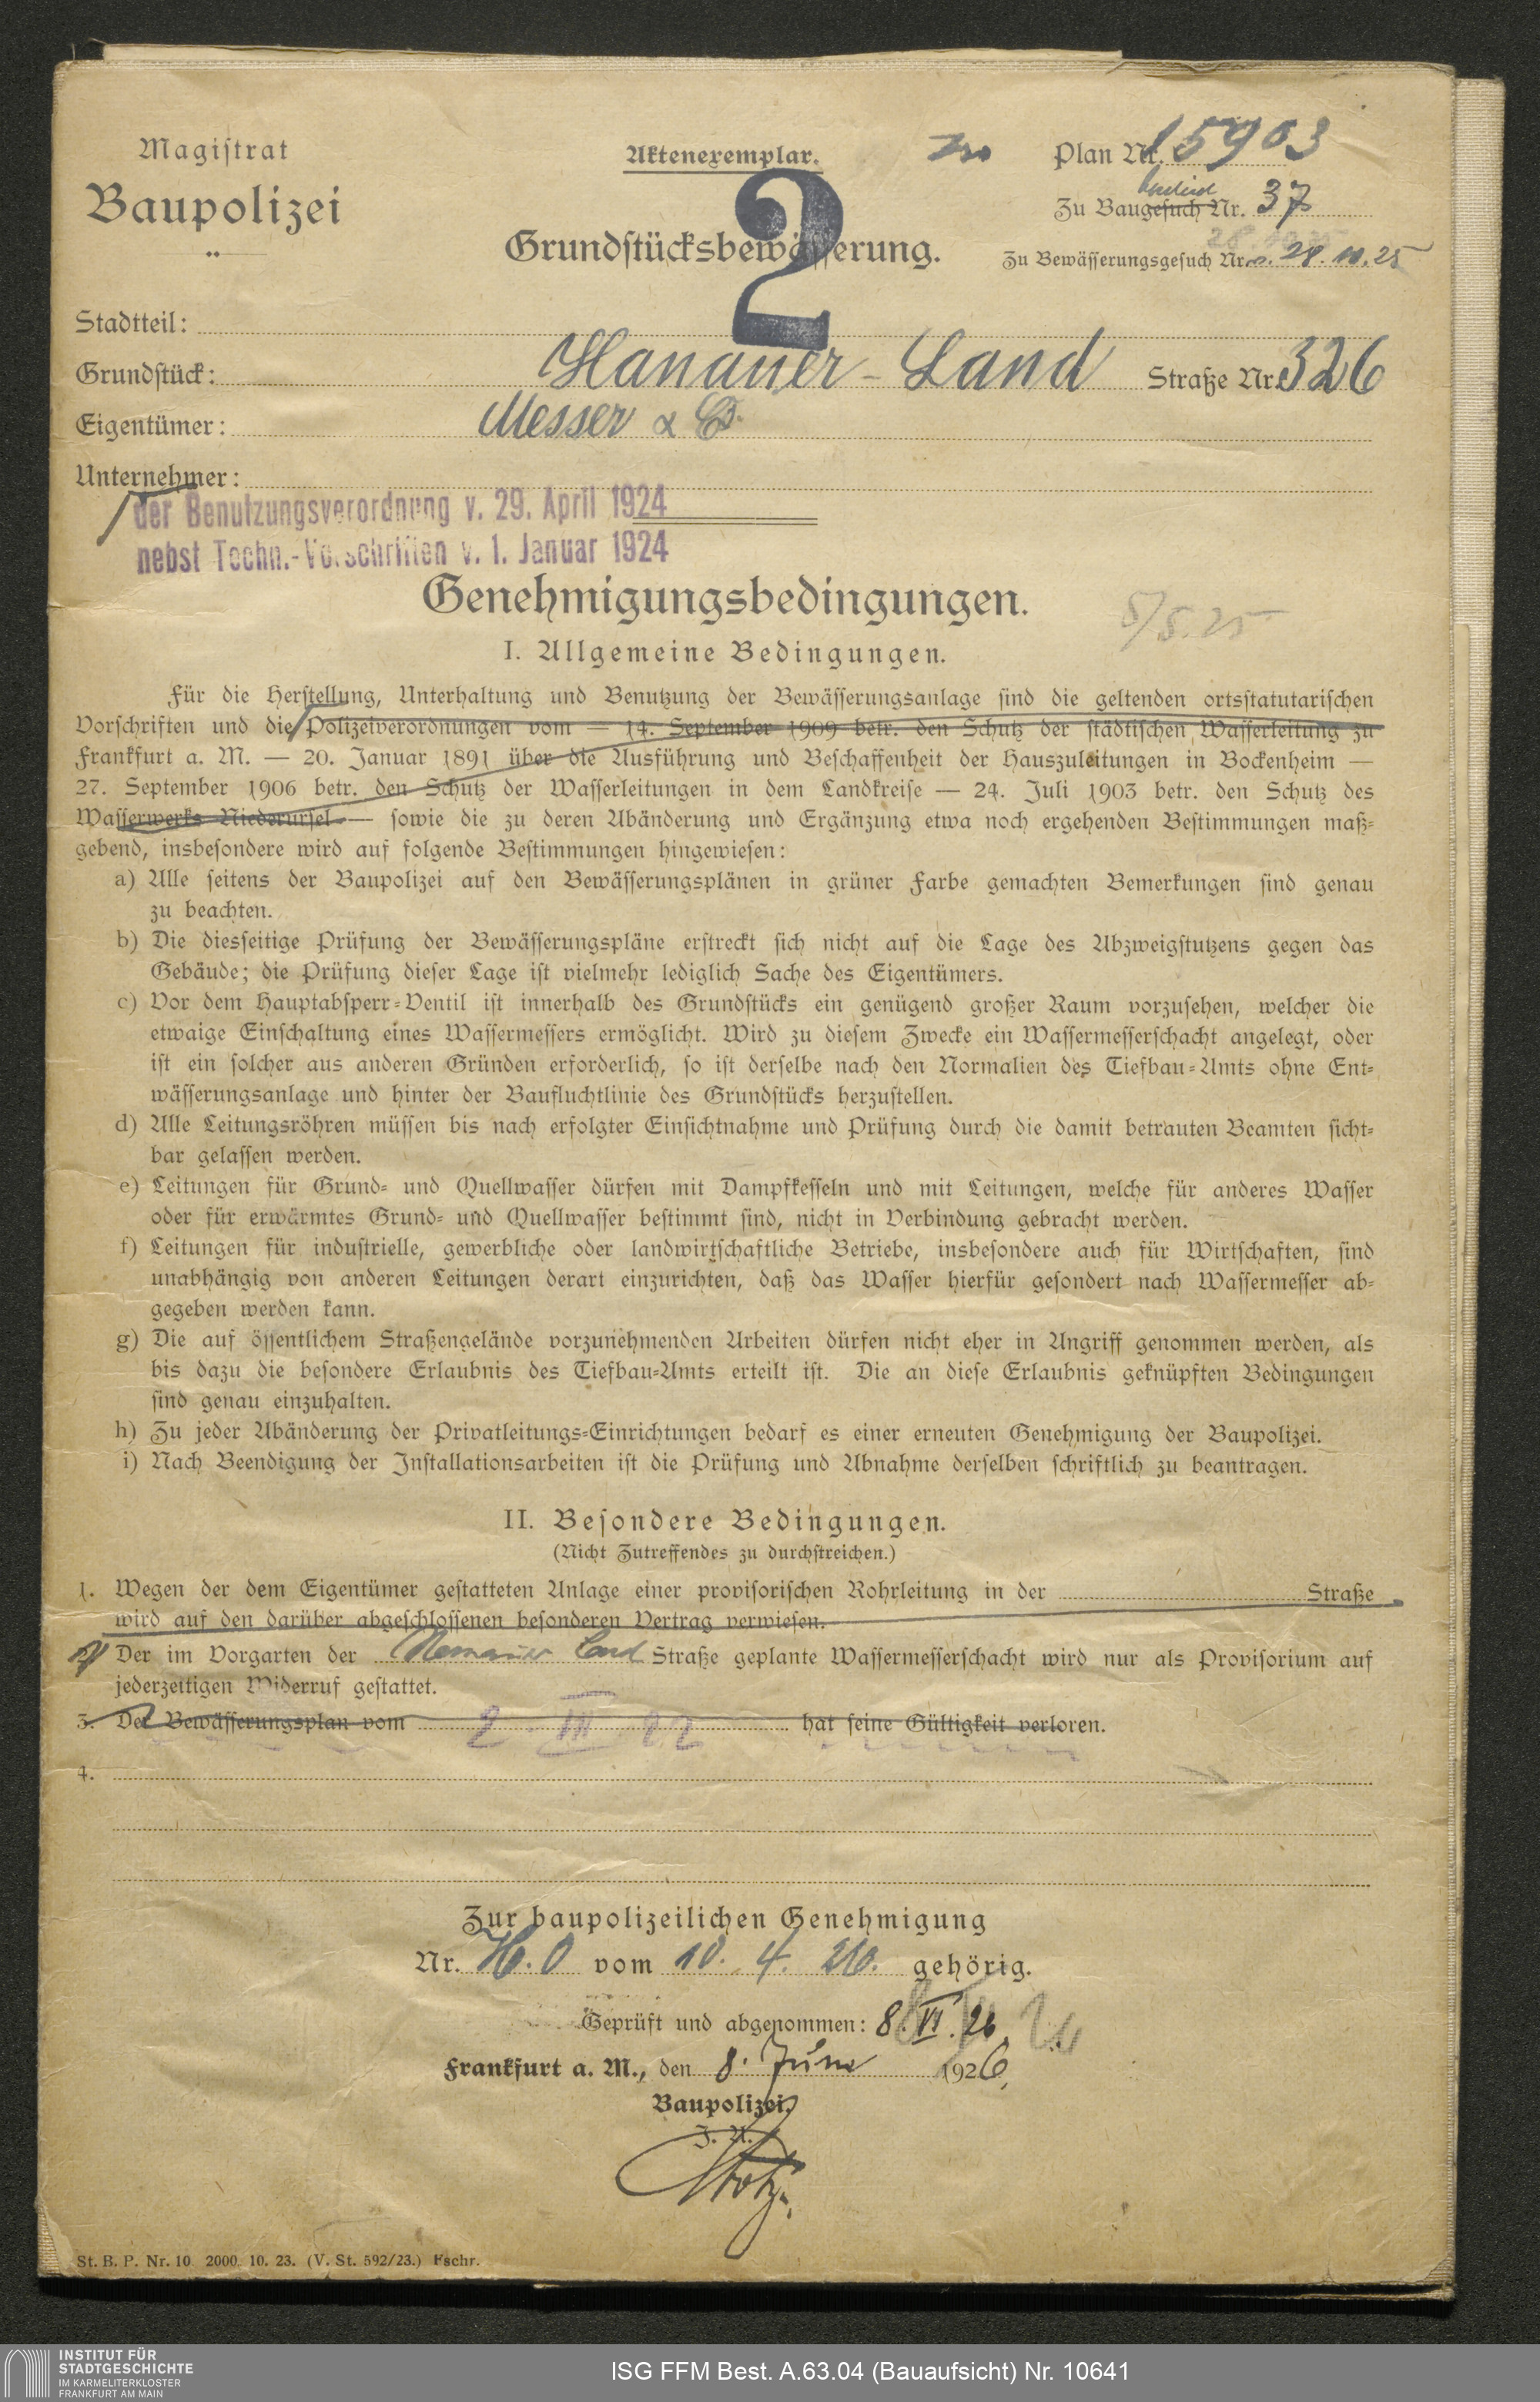 Magistrat
Baupolizei
Aktenexemplar.
Plan Nr. 15903
Zu Baugesuch Nr. 37
2
Grundstücksbewässerung.
Zu Bewässerungsgesuch Nr. 28.10.25
Stadtteil:
Grundstück: Hanauer-Land Straße Nr. 326
Eigentümer: Messer & Co.
Unternehmer:
der Benutzungsverordnung v. 29. April 1924
nebst Techn.-Vorschriften v. 1. Januar 1924
Genehmigungsbedingungen.
5/5.25
I. Allgemeine Bedingungen.
Für die Herstellung, Unterhaltung und Benutzung der Bewässerungsanlage sind die geltenden ortsstatutarischen
Vorschriften und die Polizeiverordnungen vom — 14. September 1909 betr. den Schutz der städtischen Wasserleitung zu
Frankfurt a. M. — 20. Januar 1891 über die Ausführung und Beschaffenheit der Hauszuleitungen in Bockenheim —
27. September 1906 betr. den Schutz der Wasserleitungen in dem Landkreise — 24. Juli 1903 betr. den Schutz des
Wasserwerks Niederursel — sowie die zu deren Abänderung und Ergänzung etwa noch ergehenden Bestimmungen maß-
gebend, insbesondere wird auf folgende Bestimmungen hingewiesen:
a) Alle seitens der Baupolizei auf den Bewässerungsplänen in grüner Farbe gemachten Bemerkungen sind genau
zu beachten.
b) Die diesseitige Prüfung der Bewässerungspläne erstreckt sich nicht auf die Lage des Abzweigstutzens gegen das
Gebäude; die Prüfung dieser Lage ist vielmehr lediglich Sache des Eigentümers.
c) Vor dem Hauptabsperr-Ventil ist innerhalb des Grundstücks ein genügend großer Raum vorzusehen, welcher die
etwaige Einschaltung eines Wassermessers ermöglicht. Wird zu diesem Zwecke ein Wassermesserschacht angelegt, oder
ist ein solcher aus anderen Gründen erforderlich, so ist derselbe nach den Normalien des Tiefbau-Amts ohne Ent-
wässerungsanlage und hinter der Baufluchtlinie des Grundstücks herzustellen.
d) Alle Leitungsröhren müssen bis nach erfolgter Einsichtnahme und Prüfung durch die damit betrauten Beamten sicht-
bar gelassen werden.
e) Leitungen für Grund- und Quellwasser dürfen mit Dampfkesseln und mit Leitungen, welche für anderes Wasser
oder für erwärmtes Grund- und Quellwasser bestimmt sind, nicht in Verbindung gebracht werden.
f) Leitungen für industrielle, gewerbliche oder landwirtschaftliche Betriebe, insbesondere auch für Wirtschaften, sind
unabhängig von anderen Leitungen derart einzurichten, daß das Wasser hierfür gesondert nach Wassermesser ab-
gegeben werden kann.
g) Die auf öffentlichem Straßengelände vorzunehmenden Arbeiten dürfen nicht eher in Angriff genommen werden, als
bis dazu die besondere Erlaubnis des Tiefbau-Amts erteilt ist. Die an diese Erlaubnis geknüpften Bedingungen
sind genau einzuhalten.
h) Zu jeder Abänderung der Privatleitungs-Einrichtungen bedarf es einer erneuten Genehmigung der Baupolizei.
i) Nach Beendigung der Installationsarbeiten ist die Prüfung und Abnahme derselben schriftlich zu beantragen.
II. Besondere Bedingungen.
(Nicht Zutreffendes zu durchstreichen.)
1. Wegen der dem Eigentümer gestatteten Anlage einer provisorischen Rohrleitung in der Straße
wird auf den darüber abgeschlossenen besonderen Vertrag verwiesen.
Der im Vorgarten der Hanauer Land Straße geplante Wassermesserschacht wird nur als Provisorium auf
jederzeitigen Widerruf gestattet.
3. Der Bewässerungsplan vom 2. III 22 hat seine Gültigkeit verloren.
4.
Zur baupolizeilichen Genehmigung
Nr. H.O vom 10. 4. 26. gehörig.
Geprüft und abgenommen: 8. VI. 26
Frankfurt a. M., den 8. Juni 1926,
Baupolizei.
J. A.
St. B. P. Nr. 10 2000. 10. 23. (V. St. 592/23.) Fschr.
INSTITUT FÜR
STADTGESCHICHTE
IM KARMELITERKLOSTER
FRANKFURT AM MAIN
ISG FFM Best. A.63.04 (Bauaufsicht) Nr. 10641